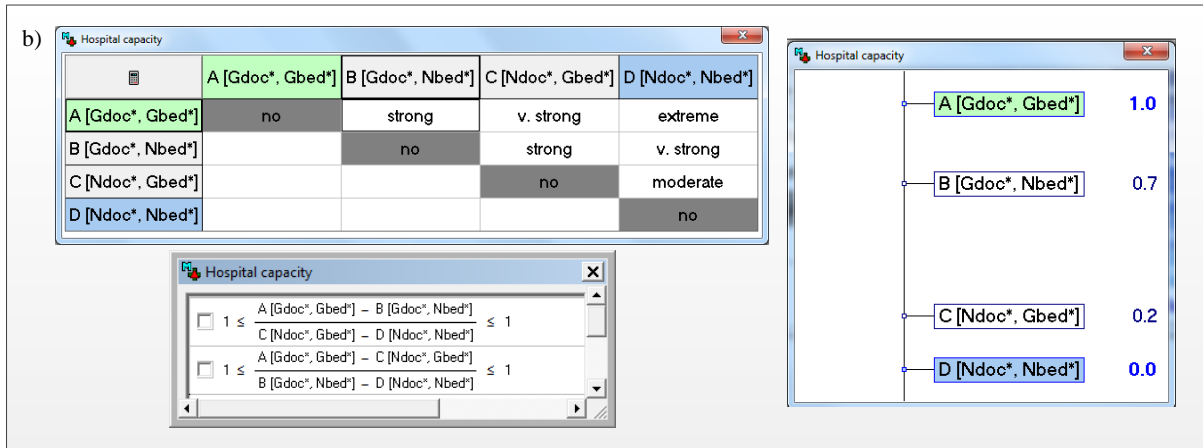 b)
Hospital capacity
A [Gdoc*, Gbed*] B [Gdoc*, Nbed*] C [Ndoc*, Gbed*] D [Ndoc*, Nbed*]
A [Gdoc*, Gbed*] no strong v. strong extreme
B [Gdoc*, Nbed*] no strong v. strong
C [Ndoc*, Gbed*] no moderate
D [Ndoc*, Nbed*] no
Hospital capacity
A [Gdoc*, Gbed*] – B [Gdoc*, Nbed*]
1 ≤ ≤ 1
C [Ndoc*, Gbed*] – D [Ndoc*, Nbed*]
A [Gdoc*, Gbed*] – C [Ndoc*, Gbed*]
1 ≤ ≤ 1
B [Gdoc*, Nbed*] – D [Ndoc*, Nbed*]
Hospital capacity
A [Gdoc*, Gbed*] 1.0
B [Gdoc*, Nbed*] 0.7
C [Ndoc*, Gbed*] 0.2
D [Ndoc*, Nbed*] 0.0